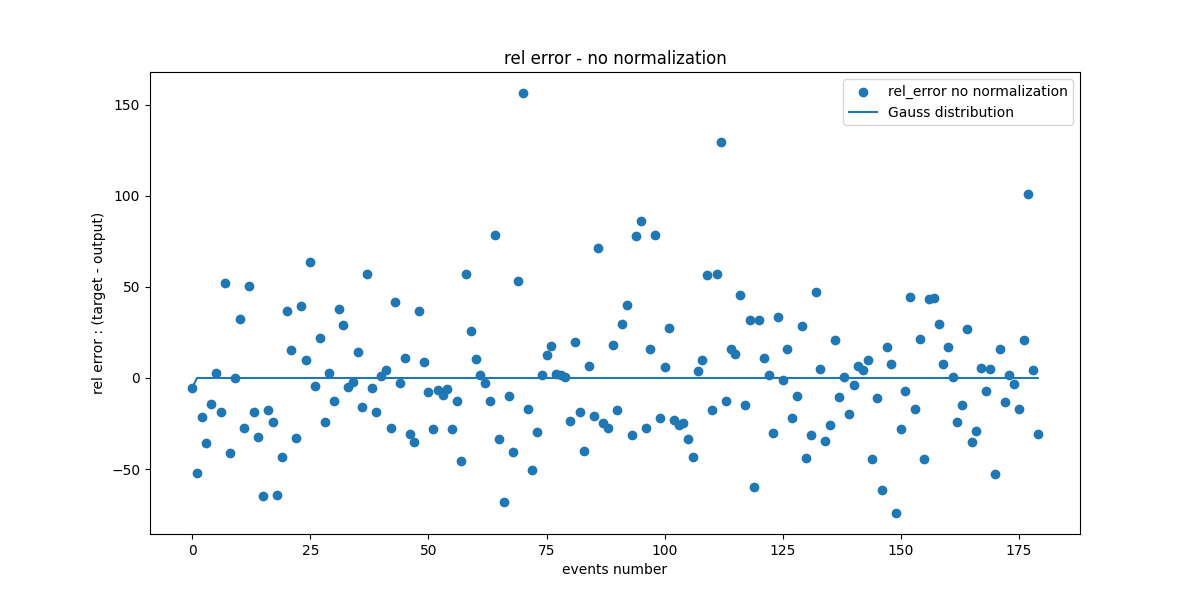 rel error - no normalization
rel_error no normalization
Gauss distribution
rel error : (target - output)
150
100
50
0
−50
0 25 50 75 100 125 150 175
events number